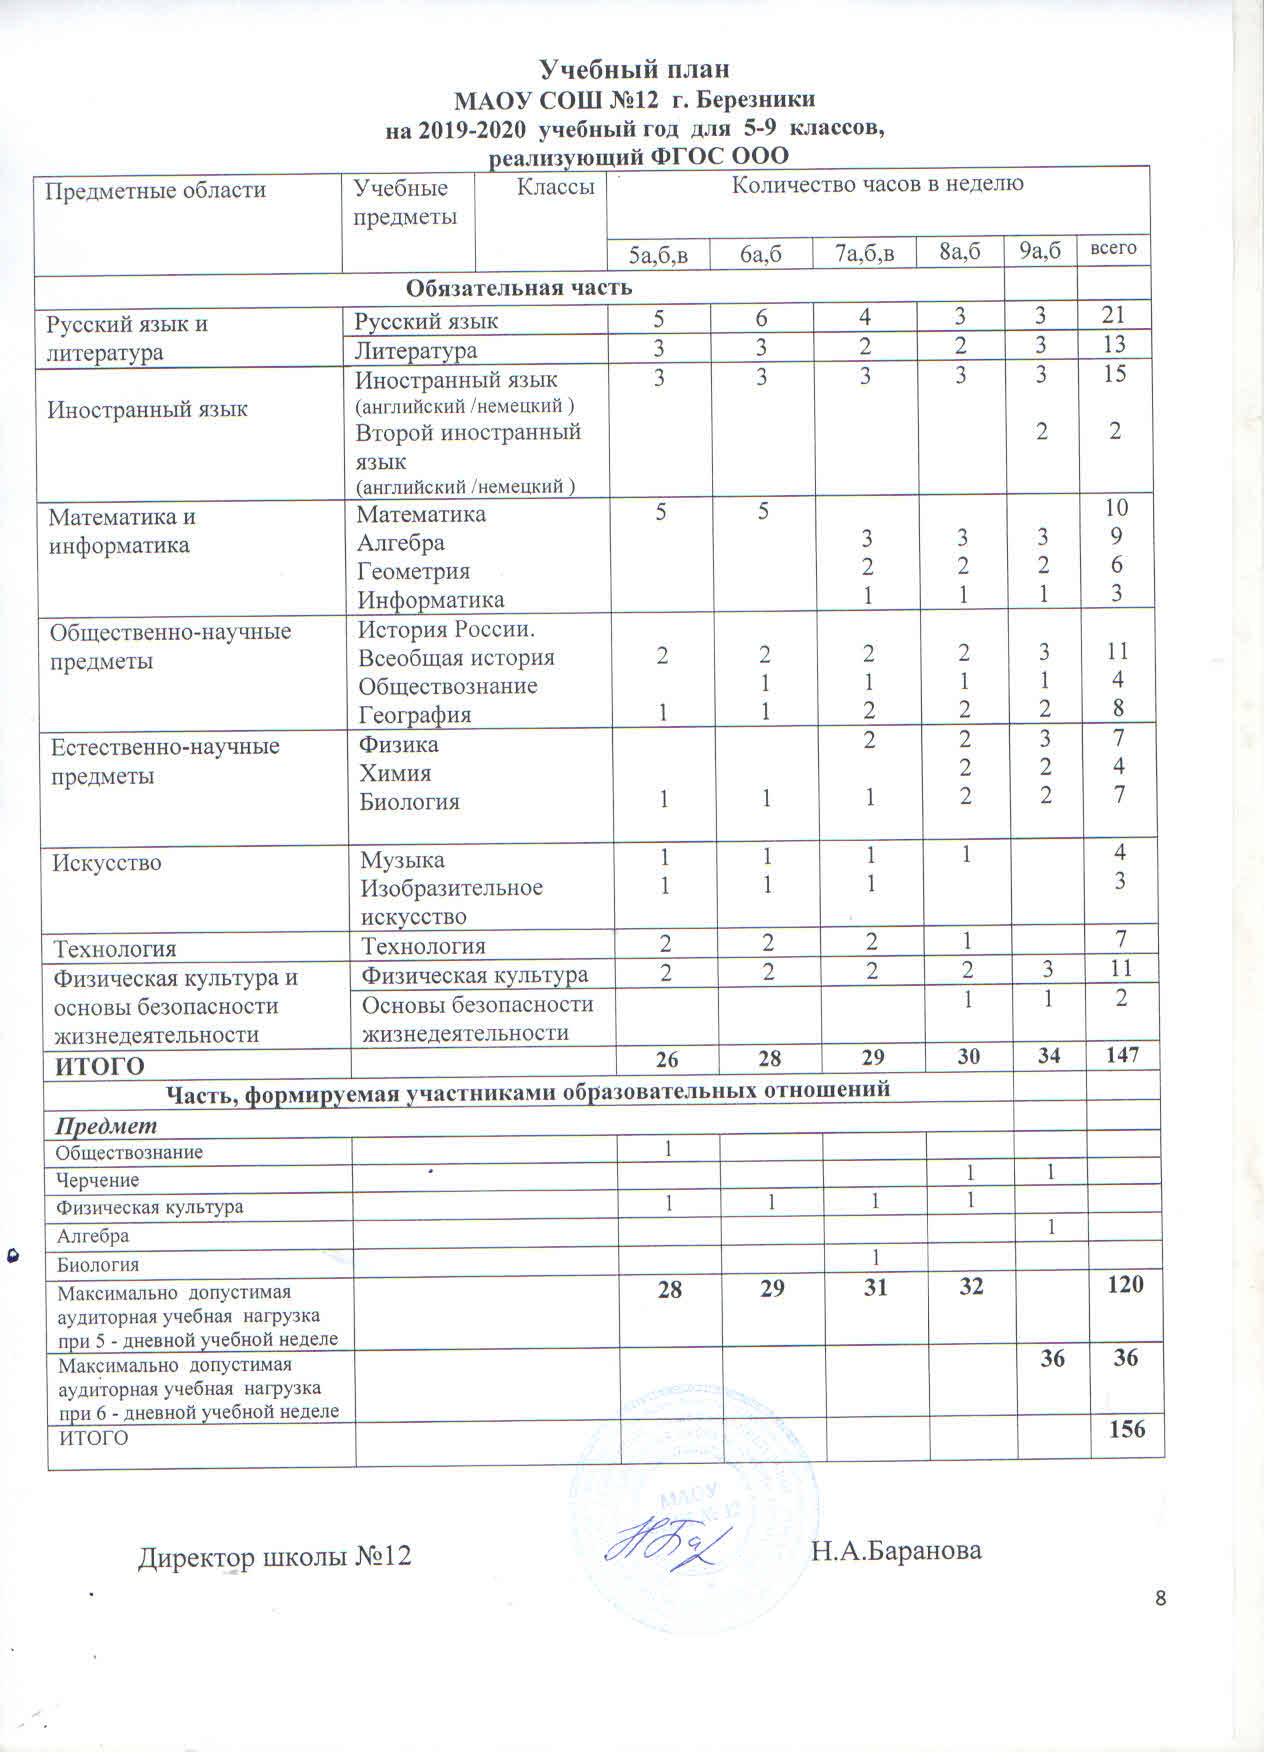 Учебный план
МАОУ СОШ №12 г. Березники
на 2019-2020 учебный год для 5-9 классов,
реализующий ФГОС ООО
Предметные области Учебные предметы Классы Количество часов в неделю
5а,б,в 6а,б 7а,б,в 8а,б 9а,б всего
Обязательная часть
Русский язык и литература Русский язык 5 6 4 3 3 21
Литература 3 3 2 2 3 13
Иностранный язык Иностранный язык 3 3 3 3 3 15
(английский /немецкий )
Второй иностранный язык 2 2
(английский /немецкий )
Математика и информатика Математика 5 5 10
Алгебра 3 3 3 9
Геометрия 2 2 2 6
Информатика 1 1 1 3
Общественно-научные предметы История России.
Всеобщая история 2 2 2 2 3 11
Обществознание 1 1 1 1 4
География 1 1 2 2 2 8
Естественно-научные предметы Физика 2 2 3 7
Химия 2 2 4
Биология 1 1 1 2 2 7
Искусство Музыка 1 1 1 1 4
Изобразительное искусство 1 1 1 3
Технология Технология 2 2 2 1 7
Физическая культура и основы безопасности жизнедеятельности Физическая культура 2 2 2 2 3 11
Основы безопасности жизнедеятельности 1 1 2
ИТОГО 26 28 29 30 34 147
Часть, формируемая участниками образовательных отношений
Предмет
Обществознание 1
Черчение 1 1
Физическая культура 1 1 1 1
Алгебра 1
Биология 1
Максимально допустимая аудиторная учебная нагрузка при 5 - дневной учебной неделе 28 29 31 32 120
Максимально допустимая аудиторная учебная нагрузка при 6 - дневной учебной неделе 36 36
ИТОГО 156
МАОУ
№ 12
Директор школы №12 Н.А.Баранова
8